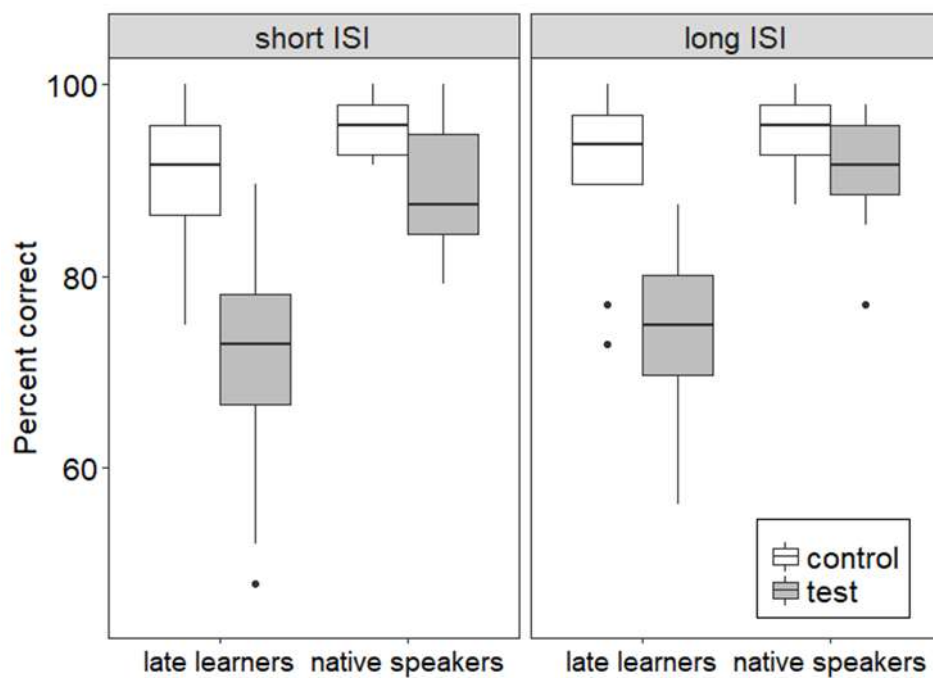 short ISI
long ISI
Percent correct
100
80
60
control
test
late learners
native speakers
late learners
native speakers